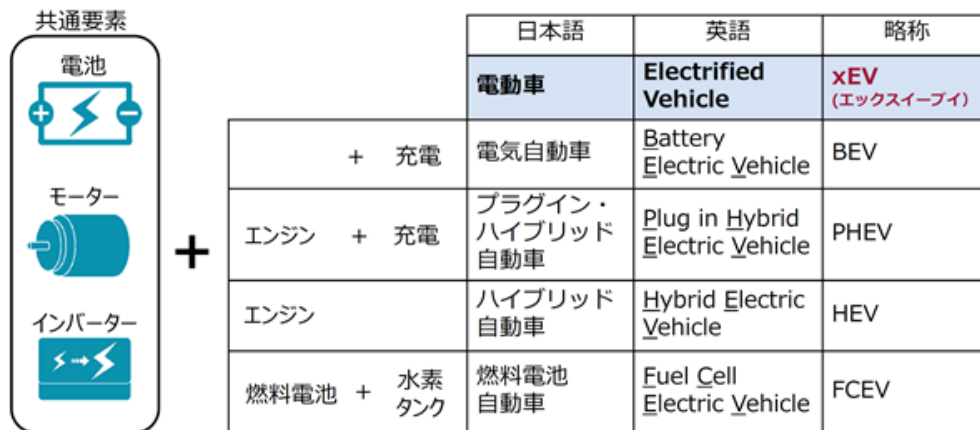 共通要素
電池
モーター
インバーター
+
日本語 英語 略称
電動車 Electrified xEV
Vehicle (エックスイーブイ)
+ 充電 電気自動車 Battery BEV
Electric Vehicle
エンジン + 充電 プラグイン・ Plug in Hybrid PHEV
ハイブリッド Electric Vehicle
自動車
エンジン ハイブリッド Hybrid Electric HEV
自動車 Vehicle
燃料電池 + 水素 燃料電池 Fuel Cell FCEV
タンク 自動車 Electric Vehicle